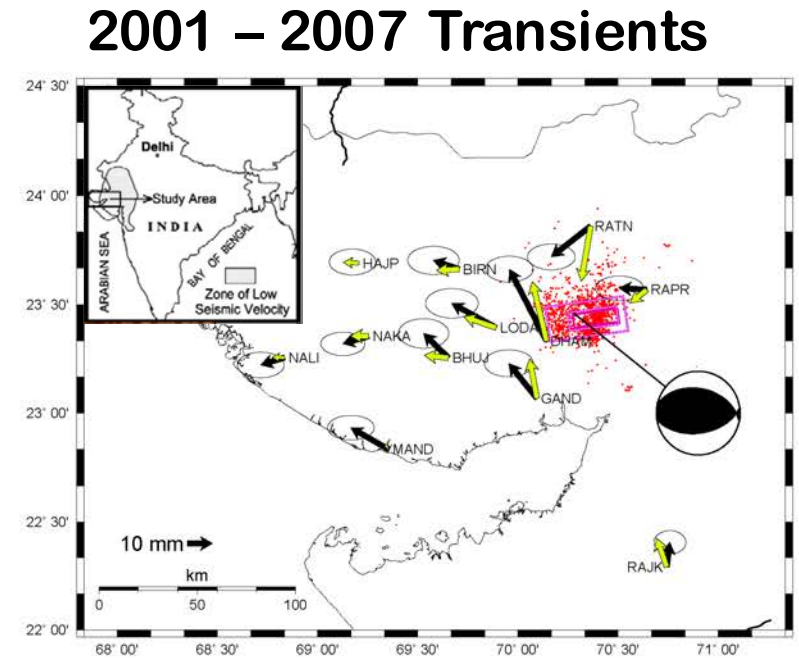 2001 – 2007 Transients
24˚ 30'
24˚ 00'
23˚ 30'
23˚ 00'
22˚ 30'
22˚ 00'
Delhi
Study Area
INDIA
ARABIAN SEA
BAY OF BENGAL
Zone of Low
Seismic Velocity
RATN
HAJP
BIRN
RAPR
LODA
DHAM
NAKA
BHUJ
NALI
GAND
MAND
RAJK
10 mm
km
0 50 100
68˚ 00' 68˚ 30' 69˚ 00' 69˚ 30' 70˚ 00' 70˚ 30' 71˚ 00'